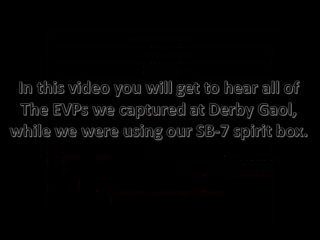 In this video you will get to hear all of
The EVPs we captured at Derby Gaol,
while we were using our SB-7 spirit box.